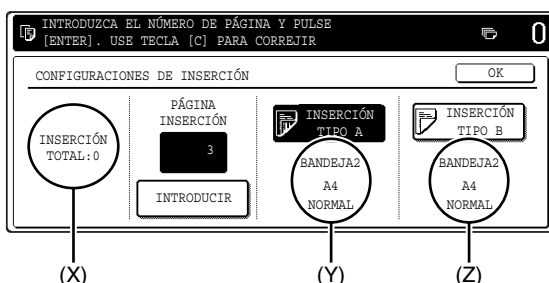 INTRODUZCA EL NÚMERO DE PÁGINA Y PULSE
[ENTER]. USE TECLA [C] PARA CORREJIR
0
CONFIGURACIONES DE INSERCIÓN
OK
INSERCIÓN
TOTAL:0
PÁGINA
INSERCIÓN
3
INTRODUCIR
INSERCIÓN
TIPO A
BANDEJA2
A4
NORMAL
INSERCIÓN
TIPO B
BANDEJA2
A4
NORMAL
(X)
(Y)
(Z)